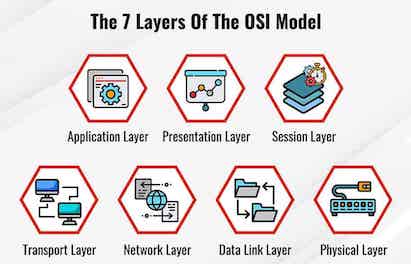 The 7 Layers Of The OSI Model
Application Layer
Presentation Layer
Session Layer
Transport Layer
Network Layer
Data Link Layer
Physical Layer